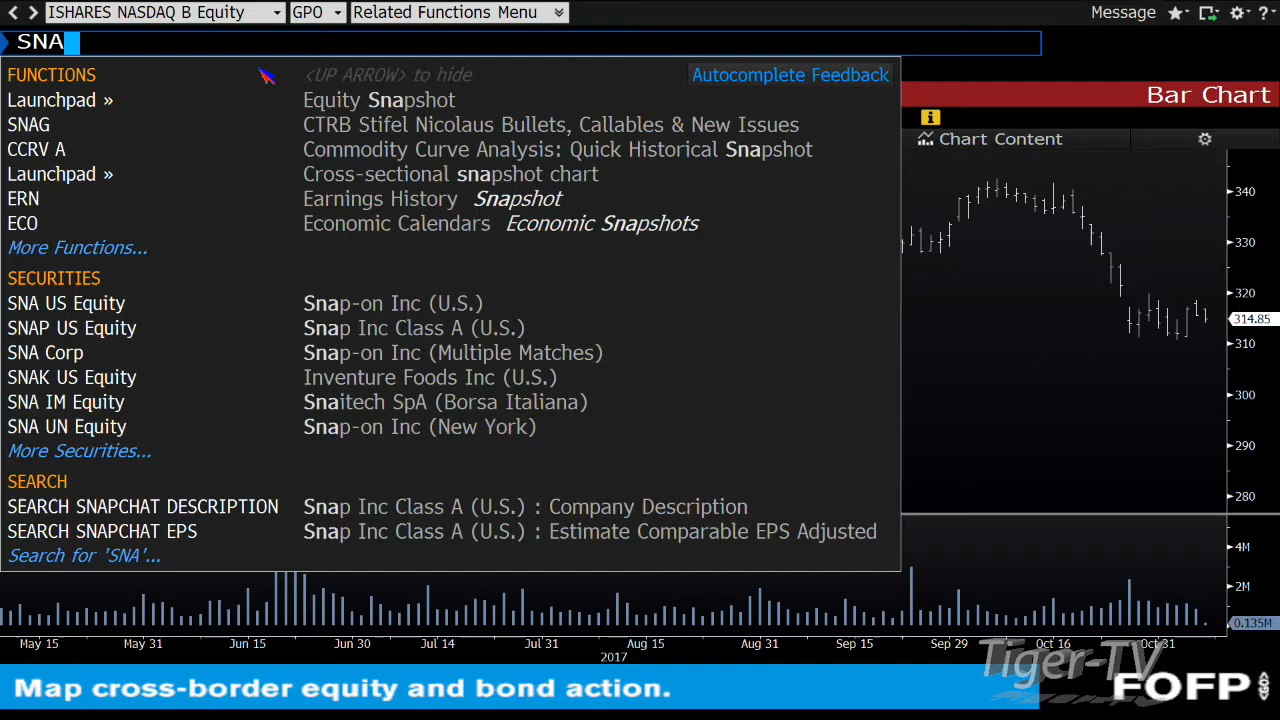 ISHARES NASDAQ B Equity GPO Related Functions Menu Message ?
SNA
FUNCTIONS <UP ARROW> to hide Autocomplete Feedback
Launchpad » Equity Snapshot
SNAG CTRB Stifel Nicolaus Bullets, Callables & New Issues
CCRV A Commodity Curve Analysis: Quick Historical Snapshot
Launchpad » Cross-sectional snapshot chart
ERN Earnings History Snapshot
ECO Economic Calendars Economic Snapshots
More Functions...
SECURITIES
SNA US Equity Snap-on Inc (U.S.)
SNAP US Equity Snap Inc Class A (U.S.)
SNA Corp Snap-on Inc (Multiple Matches)
SNAK US Equity Inventure Foods Inc (U.S.)
SNA IM Equity Snaitech SpA (Borsa Italiana)
SNA UN Equity Snap-on Inc (New York)
More Securities...
SEARCH
SEARCH SNAPCHAT DESCRIPTION Snap Inc Class A (U.S.) : Company Description
SEARCH SNAPCHAT EPS Snap Inc Class A (U.S.) : Estimate Comparable EPS Adjusted
Search for 'SNA'...
Bar Chart
i
Chart Content
340
330
320
314.85
310
300
290
280
4M
2M
0.135M
May 15 May 31 Jun 15 Jun 30 Jul 14 Jul 31 Aug 15 Aug 31 Sep 15 Sep 29 Oct 16 Oct 31
2017
Tiger-TV
Map cross-border equity and bond action.
FOFP <GO>